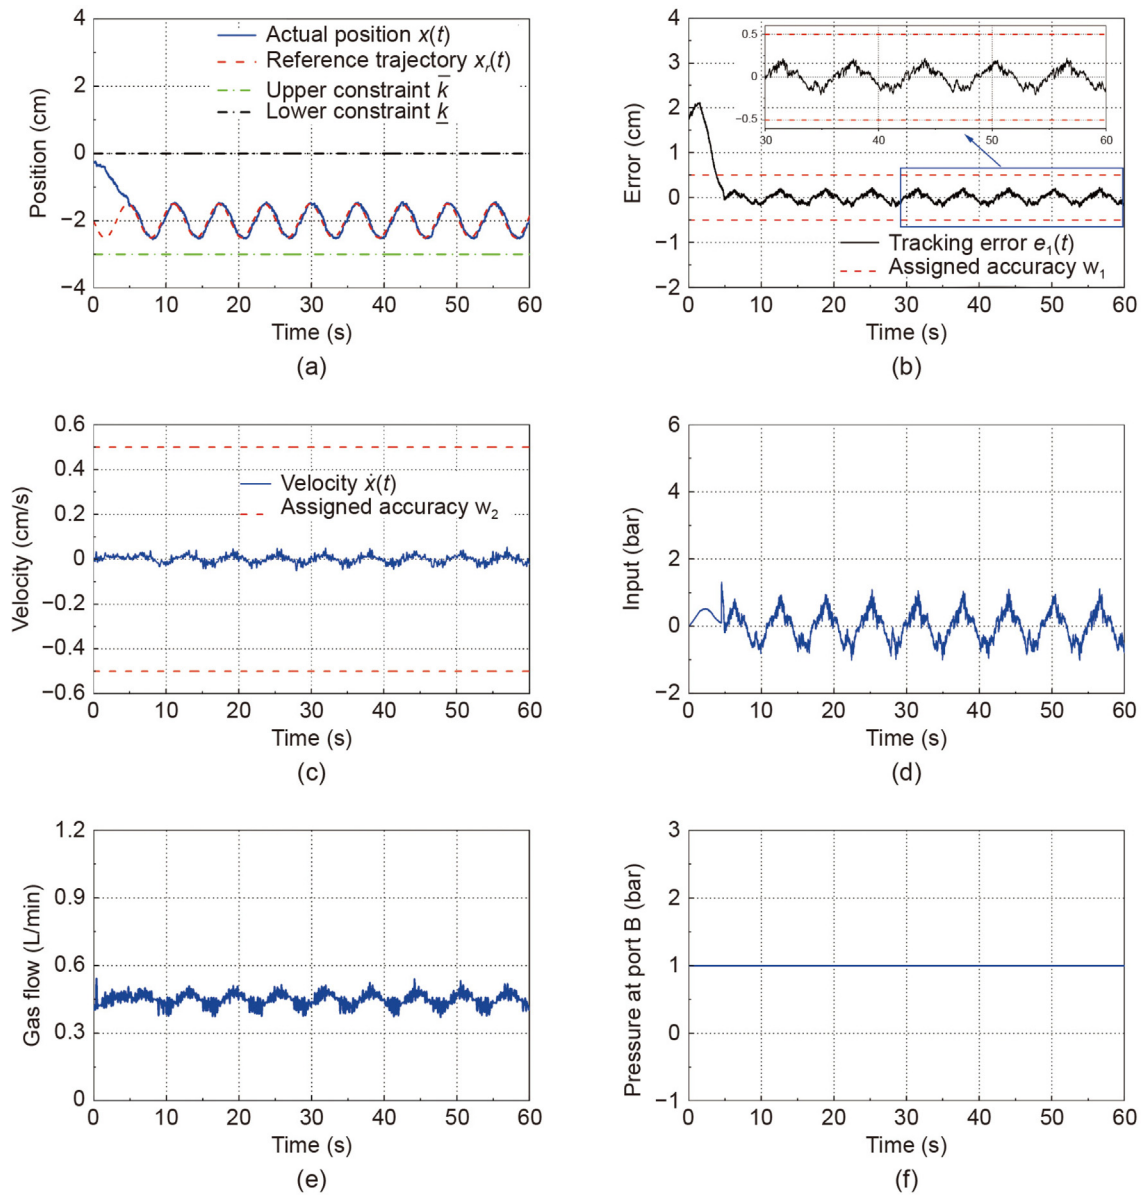 4
2
0
−2
−4
Position (cm)
Actual position x(t)
Reference trajectory xᵣ(t)
Upper constraint k̅
Lower constraint k̲
0 10 20 30 40 50 60
Time (s)
(a)
4
3
2
1
0
−1
−2
Error (cm)
0.5
0
−0.5
30 40 50 60
Tracking error e₁(t)
Assigned accuracy w₁
0 10 20 30 40 50 60
Time (s)
(b)
0.6
0.4
0.2
0
−0.2
−0.4
−0.6
Velocity (cm/s)
Velocity ẋ(t)
Assigned accuracy w₂
0 10 20 30 40 50 60
Time (s)
(c)
6
4
2
0
−2
Input (bar)
0 10 20 30 40 50 60
Time (s)
(d)
1.2
0.9
0.6
0.3
0
Gas flow (L/min)
0 10 20 30 40 50 60
Time (s)
(e)
3
2
1
0
−1
Pressure at port B (bar)
0 10 20 30 40 50 60
Time (s)
(f)